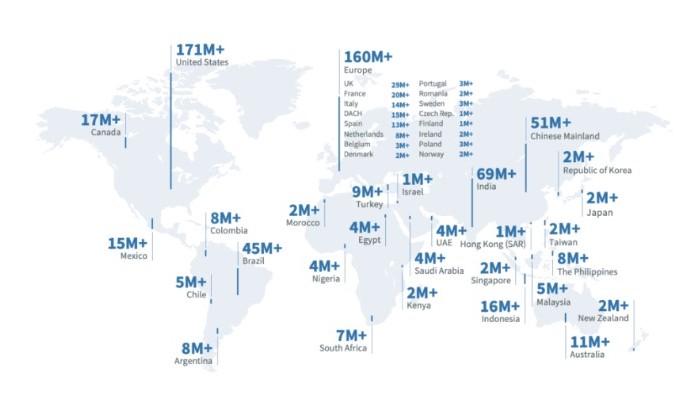 171M+
United States
160M+
Europe
UK 29M+ Portugal 3M+
France 20M+ Romania 2M+
Italy 14M+ Sweden 3M+
DACH 15M+ Czech Rep. 1M+
Spain 13M+ Finland 1M+
Netherlands 8M+ Ireland 2M+
Belgium 3M+ Poland 3M+
Denmark 2M+ Norway 2M+
17M+
Canada
51M+
Chinese Mainland
2M+
Republic of Korea
69M+
India
1M+
Israel
9M+
Turkey
2M+
Japan
2M+
Morocco
8M+
Colombia
4M+
Egypt
4M+
UAE
1M+
Hong Kong (SAR)
2M+
Taiwan
15M+
Mexico
45M+
Brazil
4M+
Nigeria
4M+
Saudi Arabia
2M+
Singapore
8M+
The Philippines
5M+
Chile
2M+
Kenya
5M+
Malaysia
16M+
Indonesia
2M+
New Zealand
8M+
Argentina
7M+
South Africa
11M+
Australia